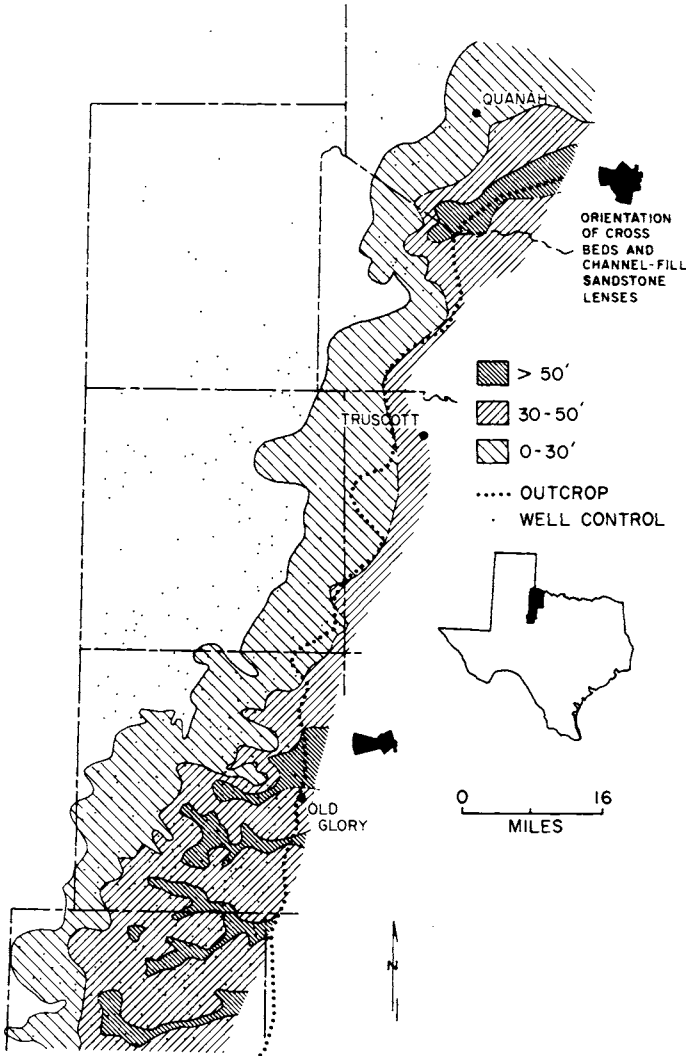 QUANAH
ORIENTATION
OF CROSS
BEDS AND
CHANNEL-FILL
SANDSTONE
LENSES
> 50'
30-50'
0-30'
OUTCROP
WELL CONTROL
TRUSCOTT
OLD
GLORY
0 16
MILES
N